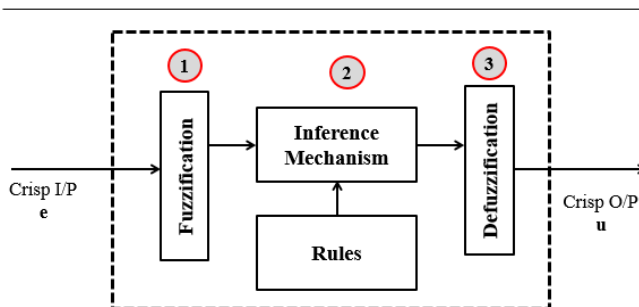 1
2
3
Fuzzification
Inference
Mechanism
Defuzzification
Rules
Crisp I/P
e
Crisp O/P
u